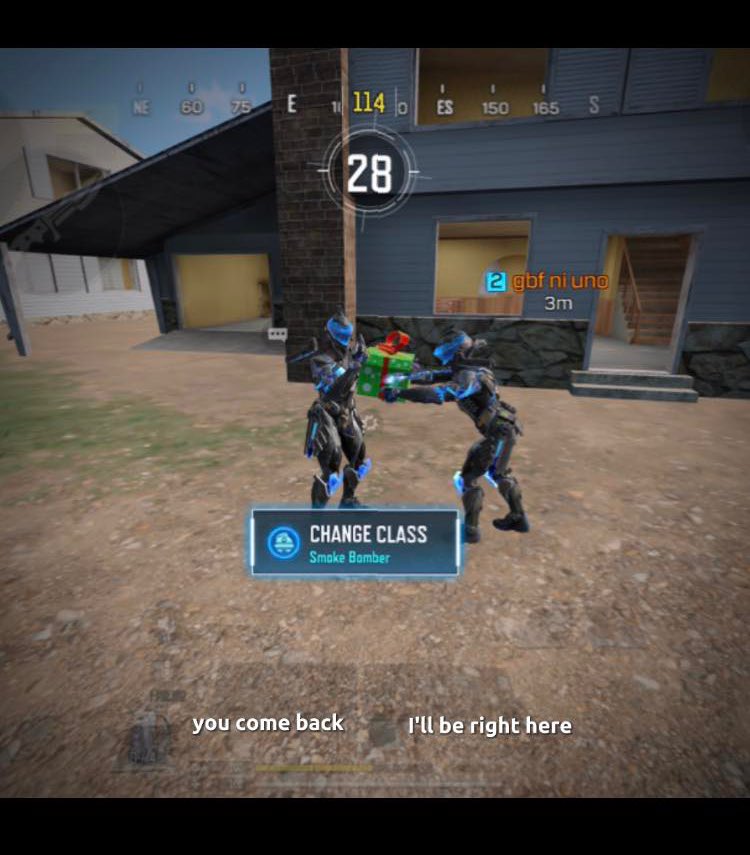 NE 60 75 E 114 ES 150 165 S
28
2 gbf ni uno
3m
CHANGE CLASS
Smoke Bomber
you come back I'll be right here